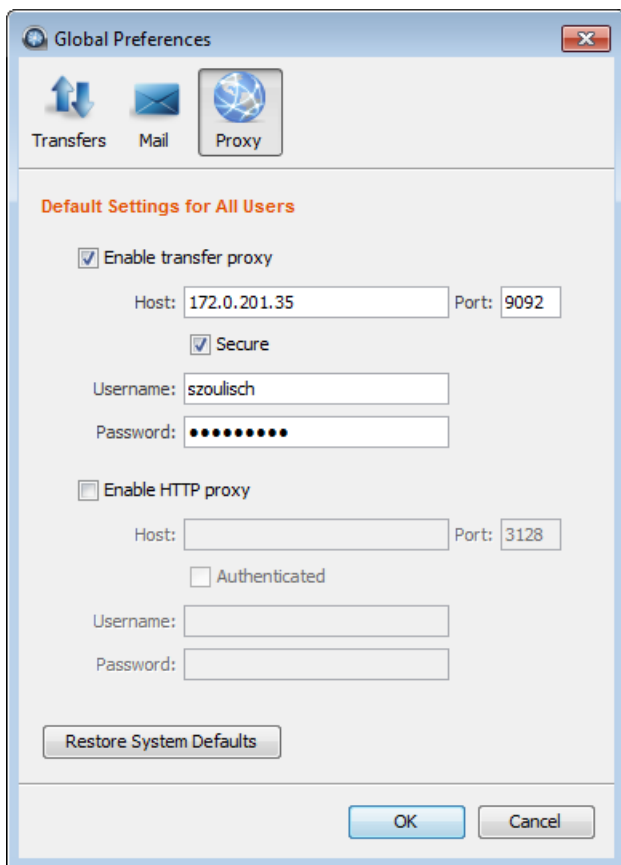 Global Preferences
Transfers Mail Proxy
Default Settings for All Users
Enable transfer proxy
Host: 172.0.201.35 Port: 9092
Secure
Username: szoulisch
Password: ●●●●●●●●●
Enable HTTP proxy
Host: Port: 3128
Authenticated
Username:
Password:
Restore System Defaults
OK Cancel